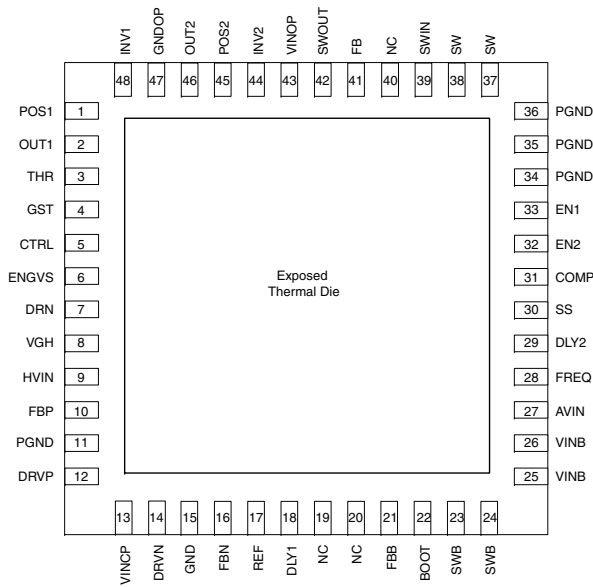 INV1
GNDOP
OUT2
POS2
INV2
VINOP
SWOUT
FB
NC
SWIN
SW
SW
48 47 46 45 44 43 42 41 40 39 38 37
POS1 1
OUT1 2
THR 3
GST 4
CTRL 5
ENGVS 6
DRN 7
VGH 8
HVIN 9
FBP 10
PGND 11
DRVP 12
Exposed
Thermal Die
36 PGND
35 PGND
34 PGND
33 EN1
32 EN2
31 COMP
30 SS
29 DLY2
28 FREQ
27 AVIN
26 VINB
25 VINB
13 14 15 16 17 18 19 20 21 22 23 24
VINCP
DRVN
GND
FBN
REF
DLY1
NC
NC
FBB
BOOT
SWB
SWB